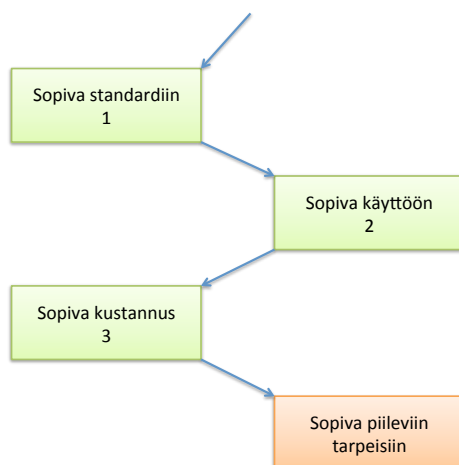 Sopiva standardiin
1
Sopiva käyttöön
2
Sopiva kustannus
3
Sopiva piileviin
tarpeisiin